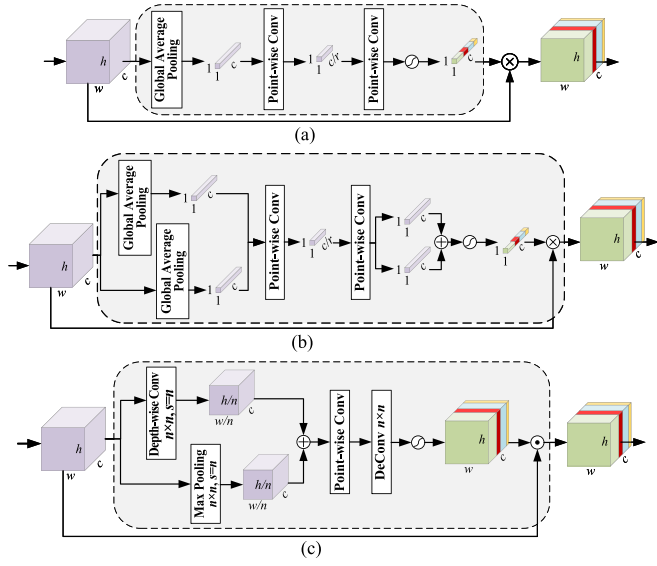 h
w
c
Global Average
Pooling
1
1
c
Point-wise Conv
1
1
c/r
Point-wise Conv
1
1
c
h
w
c
(a)
h
w
c
Global Average
Pooling
1
1
c
Global Average
Pooling
1
1
c
Point-wise Conv
1
1
c/r
Point-wise Conv
1
1
c
1
1
c
1
1
c
h
w
c
(b)
h
w
c
Depth-wise Conv
n×n, s=n
h/n
w/n
c
Max Pooling
n×n, s=n
h/n
w/n
c
Point-wise Conv
DeConv n×n
h
w
c
h
w
c
(c)